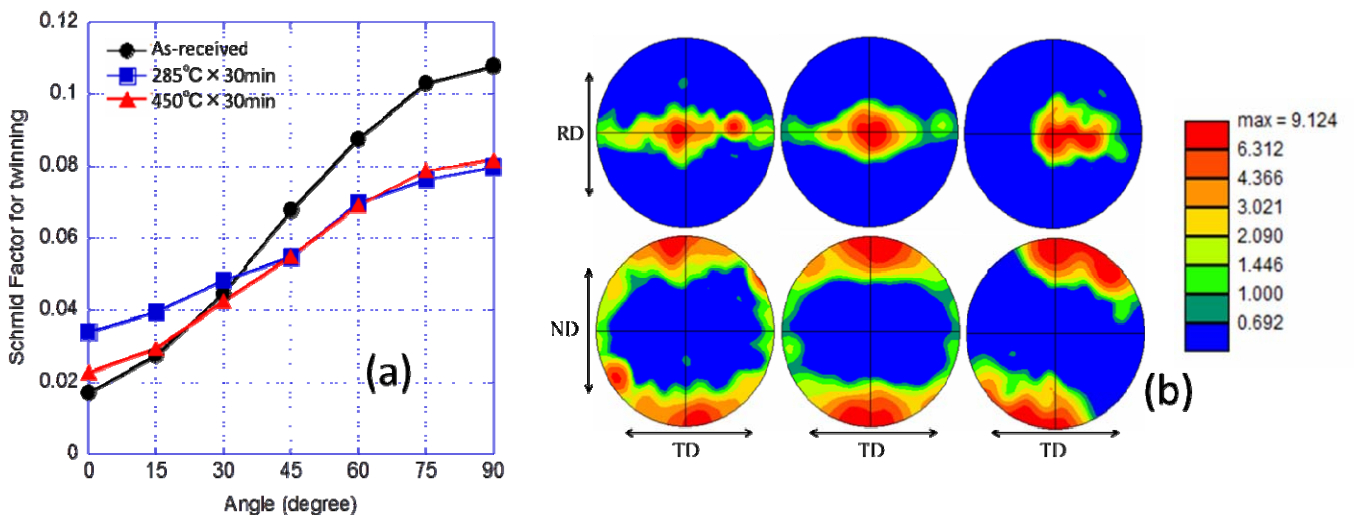 0.12
0.1
0.08
0.06
0.04
0.02
0
Schmid Factor for twinning
As-received
285°C×30min
450°C×30min
(a)
0 15 30 45 60 75 90
Angle (degree)
RD
ND
TD TD TD
(b)
max = 9.124
6.312
4.366
3.021
2.090
1.446
1.000
0.692